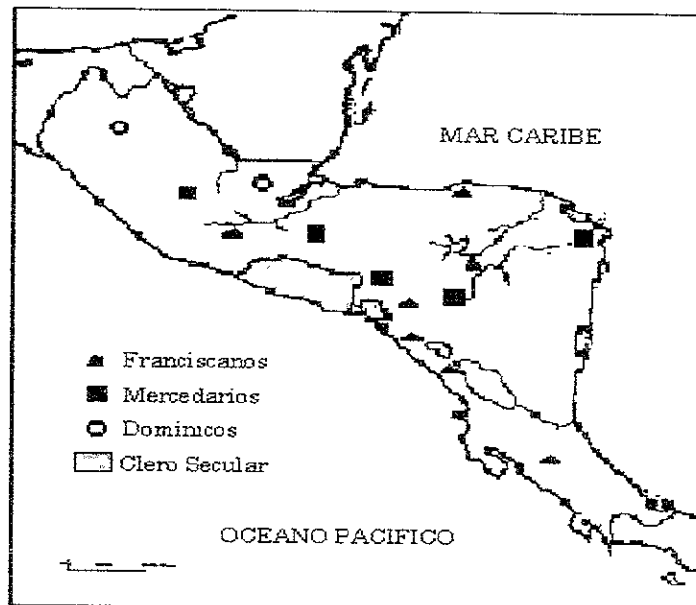 MAR CARIBE
Franciscanos
Mercedarios
Dominicos
Clero Secular
OCEANO PACIFICO